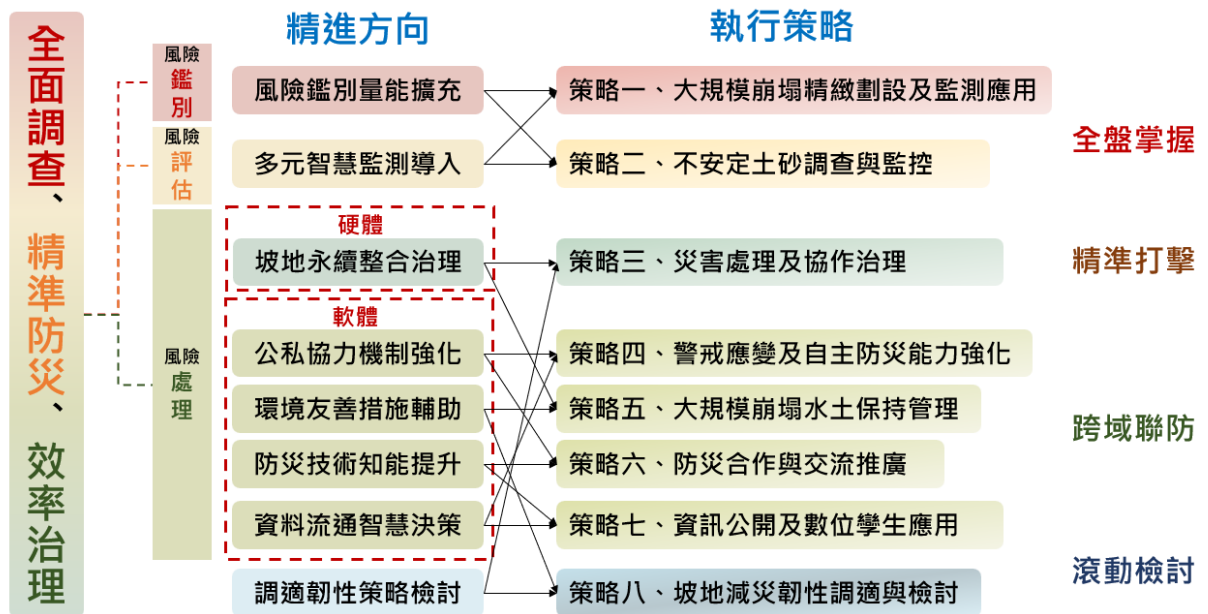 全面調查、精準防災、效率治理
精進方向
執行策略
風險
鑑別
風險鑑別量能擴充
策略一、大規模崩塌精緻劃設及監測應用
全盤掌握
風險
評估
多元智慧監測導入
策略二、不安定土砂調查與監控
硬體
坡地永續整合治理
策略三、災害處理及協作治理
精準打擊
風險
處理
軟體
公私協力機制強化
策略四、警戒應變及自主防災能力強化
環境友善措施輔助
策略五、大規模崩塌水土保持管理
跨域聯防
防災技術知能提升
策略六、防災合作與交流推廣
資料流通智慧決策
策略七、資訊公開及數位孿生應用
調適韌性策略檢討
策略八、坡地減災韌性調適與檢討
滾動檢討